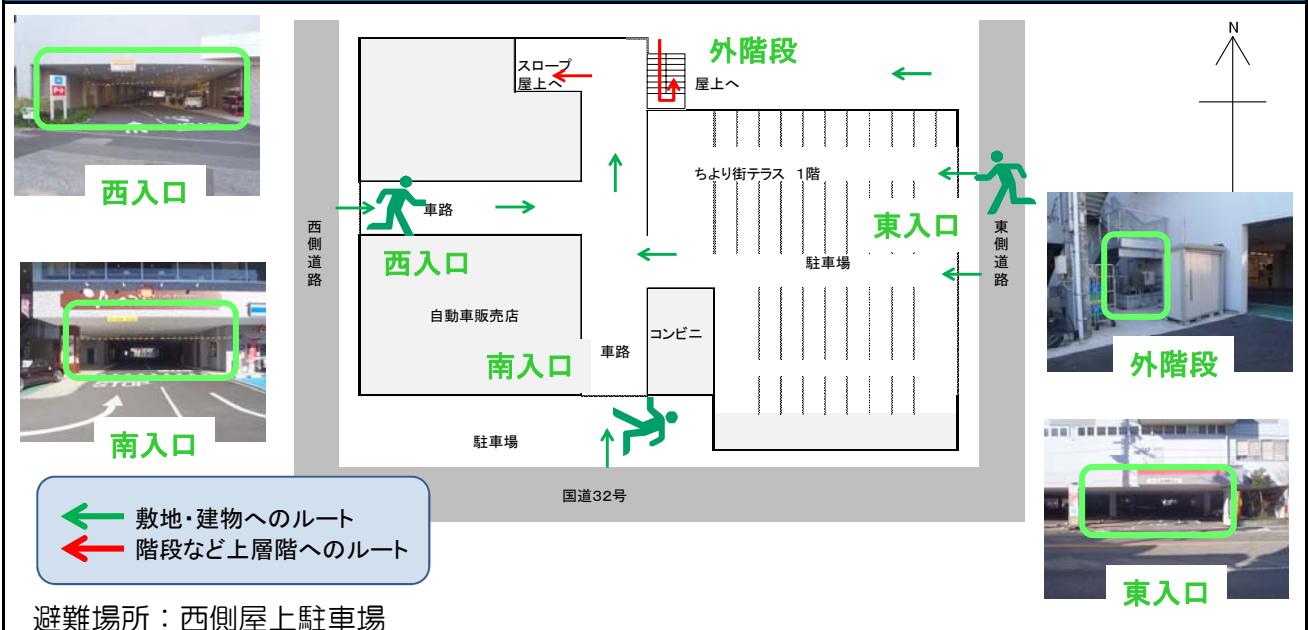 西入口
南入口
スロープ
屋上へ
外階段
屋上へ
N
ちより街テラス 1階
車路
西入口
東入口
駐車場
西側道路
東側道路
自動車販売店
コンビニ
車路
南入口
駐車場
国道32号
外階段
東入口
敷地・建物へのルート
階段など上層階へのルート
避難場所：西側屋上駐車場
STOP